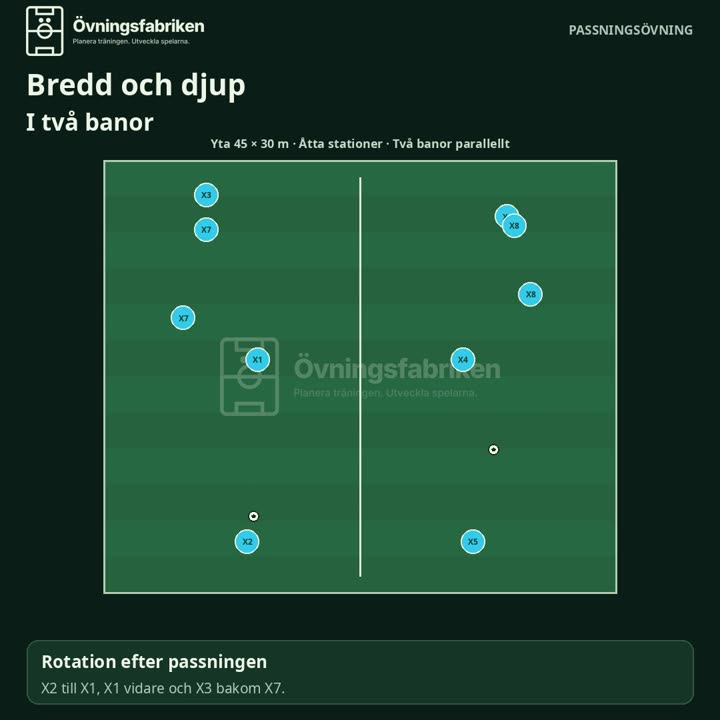 Övningsfabriken
Planera träningen. Utveckla spelarna.
PASSNINGSÖVNING
Bredd och djup
I två banor
Yta 45 × 30 m · Åtta stationer · Två banor parallellt
X3
X7
X8
X8
X7
X1
X4
Övningsfabriken
Planera träningen. Utveckla spelarna.
X2
X5
Rotation efter passningen
X2 till X1, X1 vidare och X3 bakom X7.